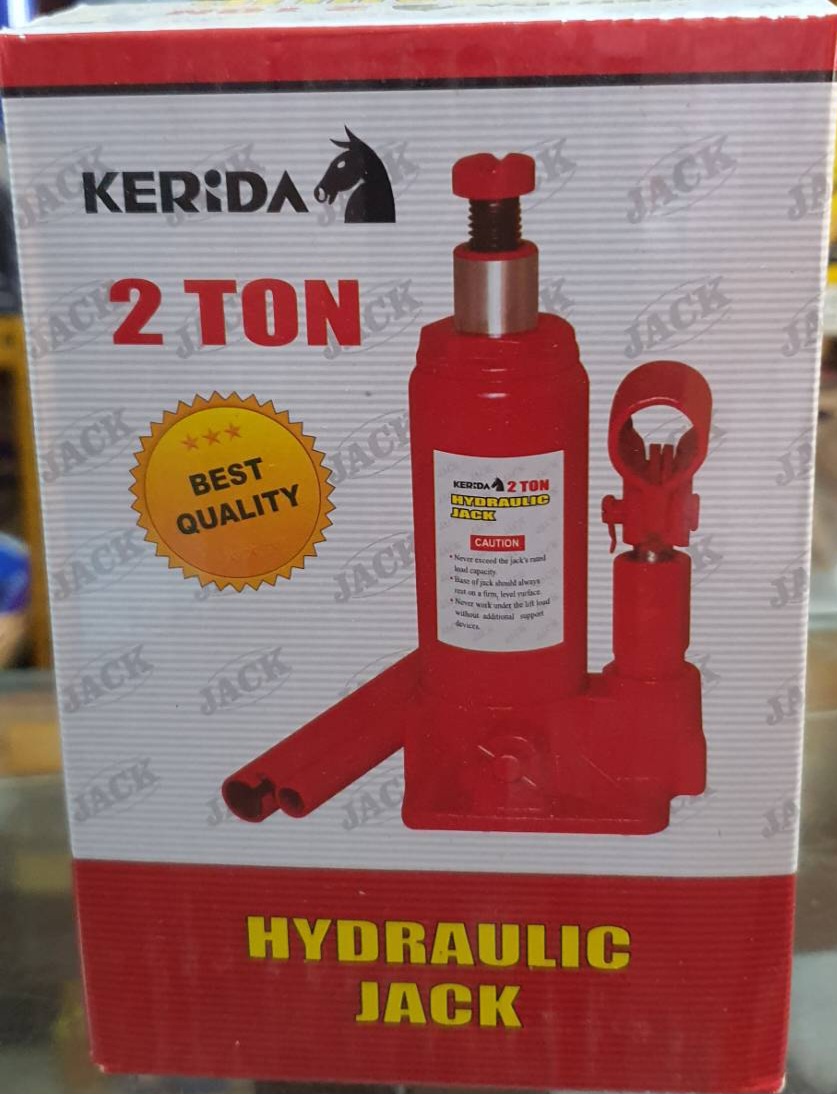 KERiDA
2 TON
BEST
QUALITY
KERiDA 2 TON
HYDRAULIC
JACK
CAUTION
• Never exceed the jack's rated
load capacity.
• Base of jack should always
rest on a firm, level surface.
• Never work under the lift load
without additional support
devices.
HYDRAULIC
JACK